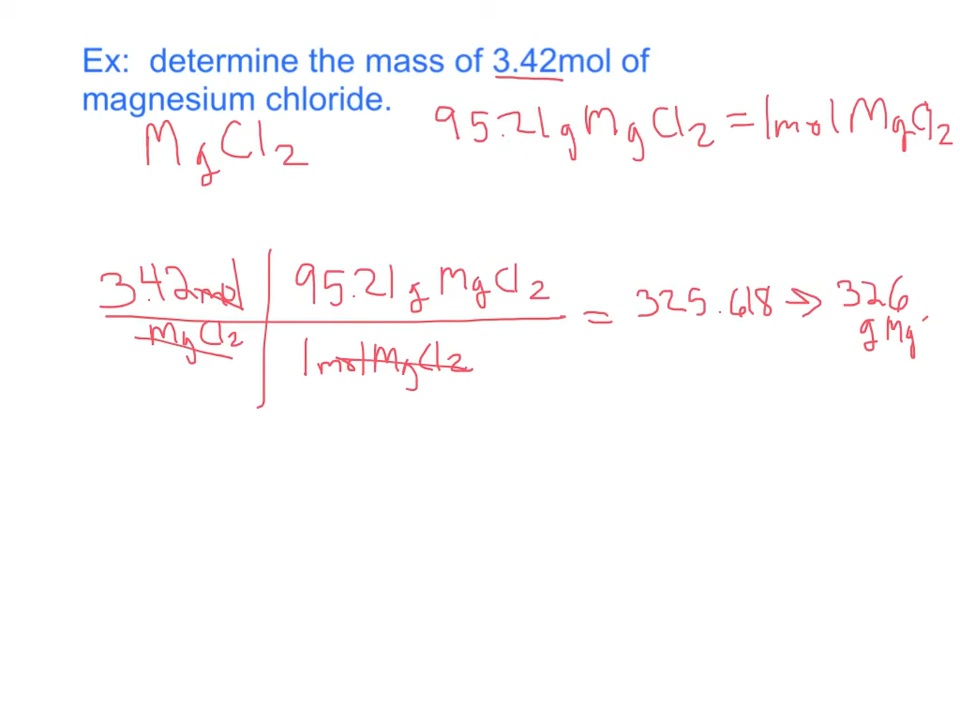 Ex: determine the mass of 3.42mol of
magnesium chloride.
MgCl2
95.21g MgCl2 = 1mol MgCl2
3.42mol
MgCl2
95.21g MgCl2
1mol MgCl2
= 325.618 => 326
g Mg